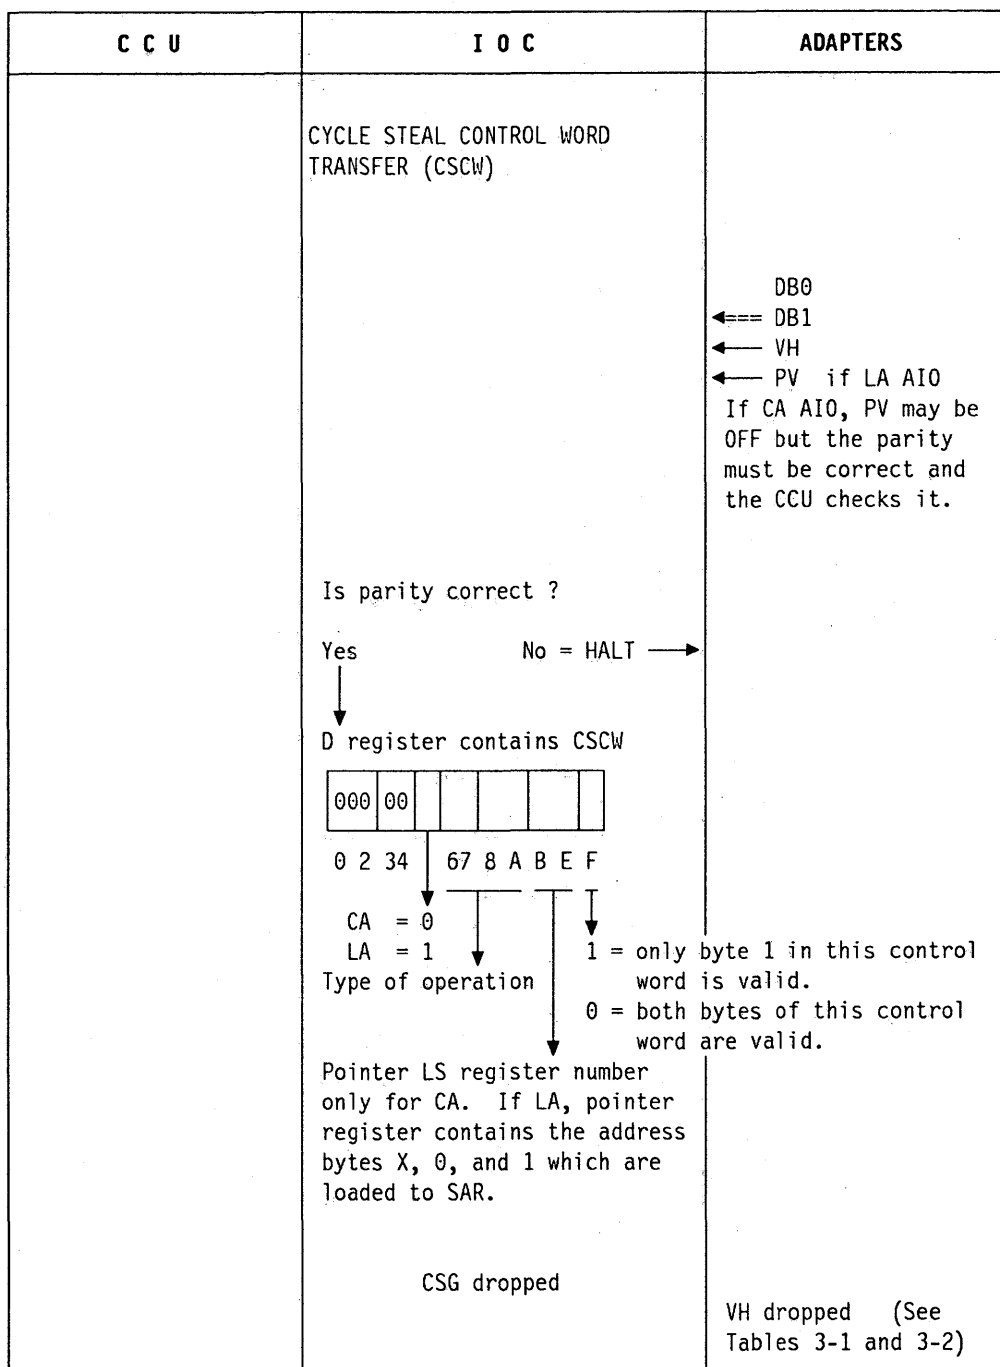 C C U I O C ADAPTERS
CYCLE STEAL CONTROL WORD
TRANSFER (CSCW)
DB0
DB1
VH
PV if LA AIO
If CA AIO, PV may be
OFF but the parity
must be correct and
the CCU checks it.
Is parity correct ?
Yes No = HALT
D register contains CSCW
000 00
0 2 34 67 8 A B E F
CA = 0
LA = 1
Type of operation
1 = only byte 1 in this control
word is valid.
0 = both bytes of this control
word are valid.
Pointer LS register number
only for CA. If LA, pointer
register contains the address
bytes X, 0, and 1 which are
loaded to SAR.
CSG dropped
VH dropped (See
Tables 3-1 and 3-2)